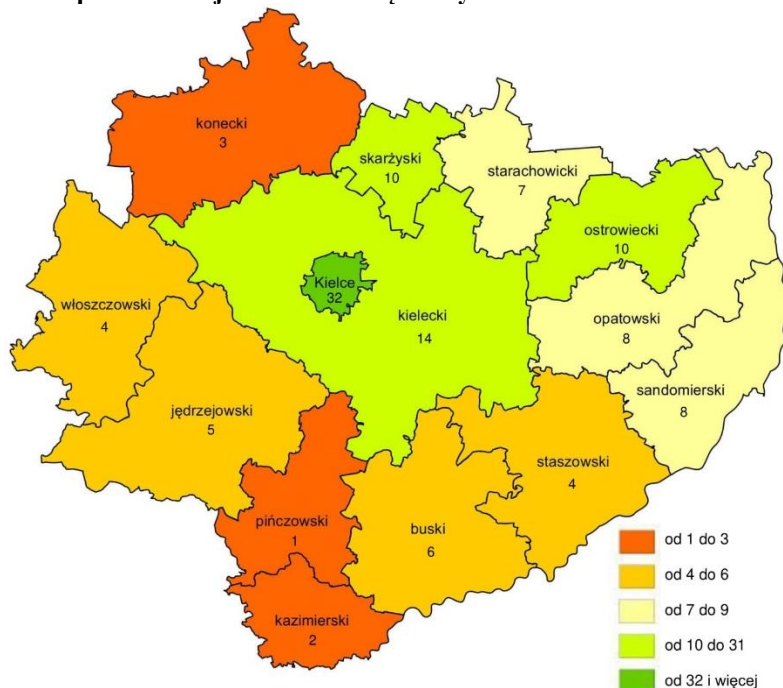 konecki
3
skarżyski
10
starachowicki
7
ostrowiecki
10
Kielce
32
włoszczowski
4
kielecki
14
opatowski
8
sandomierski
8
jędrzejowski
5
staszowski
4
pińczowski
1
buski
6
kazimierski
2
od 1 do 3
od 4 do 6
od 7 do 9
od 10 do 31
od 32 i więcej